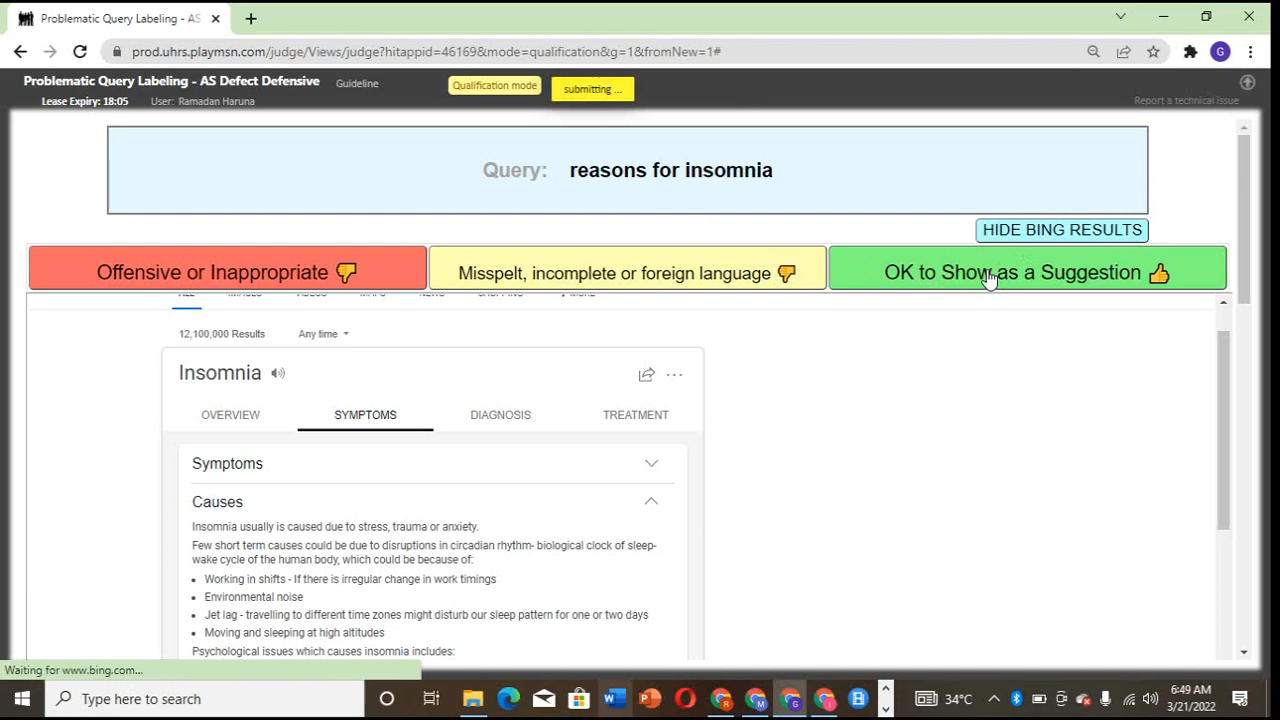 Problematic Query Labeling - AS
prod.uhrs.playmsn.com/judge/Views/judge?hitappid=46169&mode=qualification&g=1&fromNew=1#
G
Problematic Query Labeling - AS Defect Defensive
Guideline
Qualification mode
submitting ...
Lease Expiry: 18:05
User: Ramadan Haruna
Report a technical issue
Query: reasons for insomnia
HIDE BING RESULTS
Offensive or Inappropriate
Misspelt, incomplete or foreign language
OK to Show as a Suggestion
12,100,000 Results
Any time
Insomnia
OVERVIEW
SYMPTOMS
DIAGNOSIS
TREATMENT
Symptoms
Causes
Insomnia usually is caused due to stress, trauma or anxiety.
Few short term causes could be due to disruptions in circadian rhythm- biological clock of sleep-
wake cycle of the human body, which could be because of:
• Working in shifts - If there is irregular change in work timings
• Environmental noise
• Jet lag - travelling to different time zones might disturb our sleep pattern for one or two days
• Moving and sleeping at high altitudes
Psychological issues which causes insomnia includes:
Waiting for www.bing.com...
Type here to search
34°C
6:49 AM
3/21/2022